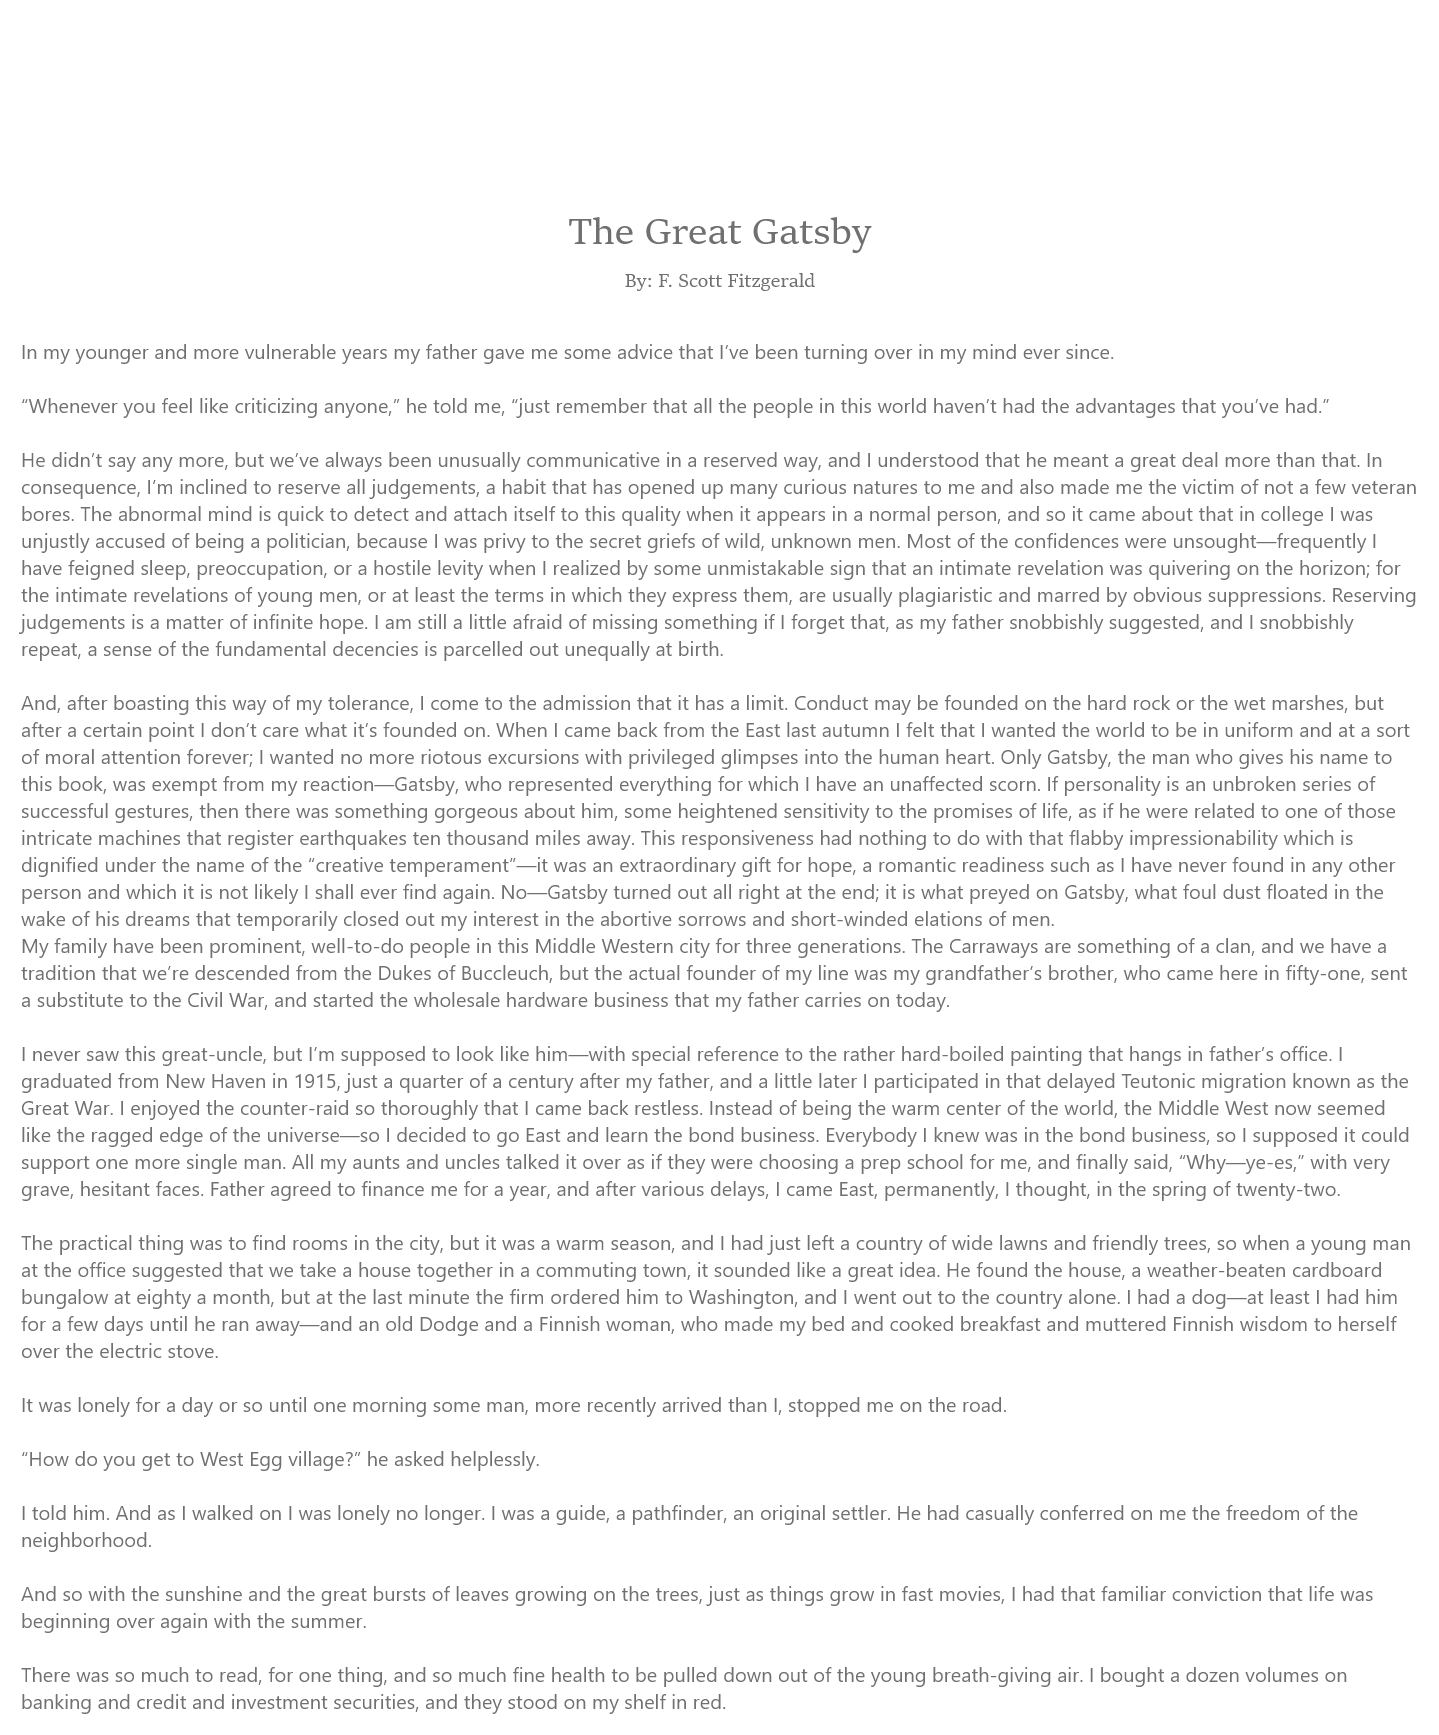 The Great Gatsby
By: F. Scott Fitzgerald
In my younger and more vulnerable years my father gave me some advice that I’ve been turning over in my mind ever since.
“Whenever you feel like criticizing anyone,” he told me, “just remember that all the people in this world haven’t had the advantages that you’ve had.”
He didn’t say any more, but we’ve always been unusually communicative in a reserved way, and I understood that he meant a great deal more than that. In
consequence, I’m inclined to reserve all judgements, a habit that has opened up many curious natures to me and also made me the victim of not a few veteran
bores. The abnormal mind is quick to detect and attach itself to this quality when it appears in a normal person, and so it came about that in college I was
unjustly accused of being a politician, because I was privy to the secret griefs of wild, unknown men. Most of the confidences were unsought—frequently I
have feigned sleep, preoccupation, or a hostile levity when I realized by some unmistakable sign that an intimate revelation was quivering on the horizon; for
the intimate revelations of young men, or at least the terms in which they express them, are usually plagiaristic and marred by obvious suppressions. Reserving
judgements is a matter of infinite hope. I am still a little afraid of missing something if I forget that, as my father snobbishly suggested, and I snobbishly
repeat, a sense of the fundamental decencies is parcelled out unequally at birth.
And, after boasting this way of my tolerance, I come to the admission that it has a limit. Conduct may be founded on the hard rock or the wet marshes, but
after a certain point I don’t care what it’s founded on. When I came back from the East last autumn I felt that I wanted the world to be in uniform and at a sort
of moral attention forever; I wanted no more riotous excursions with privileged glimpses into the human heart. Only Gatsby, the man who gives his name to
this book, was exempt from my reaction—Gatsby, who represented everything for which I have an unaffected scorn. If personality is an unbroken series of
successful gestures, then there was something gorgeous about him, some heightened sensitivity to the promises of life, as if he were related to one of those
intricate machines that register earthquakes ten thousand miles away. This responsiveness had nothing to do with that flabby impressionability which is
dignified under the name of the “creative temperament”—it was an extraordinary gift for hope, a romantic readiness such as I have never found in any other
person and which it is not likely I shall ever find again. No—Gatsby turned out all right at the end; it is what preyed on Gatsby, what foul dust floated in the
wake of his dreams that temporarily closed out my interest in the abortive sorrows and short-winded elations of men.
My family have been prominent, well-to-do people in this Middle Western city for three generations. The Carraways are something of a clan, and we have a
tradition that we’re descended from the Dukes of Buccleuch, but the actual founder of my line was my grandfather’s brother, who came here in fifty-one, sent
a substitute to the Civil War, and started the wholesale hardware business that my father carries on today.
I never saw this great-uncle, but I’m supposed to look like him—with special reference to the rather hard-boiled painting that hangs in father’s office. I
graduated from New Haven in 1915, just a quarter of a century after my father, and a little later I participated in that delayed Teutonic migration known as the
Great War. I enjoyed the counter-raid so thoroughly that I came back restless. Instead of being the warm center of the world, the Middle West now seemed
like the ragged edge of the universe—so I decided to go East and learn the bond business. Everybody I knew was in the bond business, so I supposed it could
support one more single man. All my aunts and uncles talked it over as if they were choosing a prep school for me, and finally said, “Why—ye-es,” with very
grave, hesitant faces. Father agreed to finance me for a year, and after various delays, I came East, permanently, I thought, in the spring of twenty-two.
The practical thing was to find rooms in the city, but it was a warm season, and I had just left a country of wide lawns and friendly trees, so when a young man
at the office suggested that we take a house together in a commuting town, it sounded like a great idea. He found the house, a weather-beaten cardboard
bungalow at eighty a month, but at the last minute the firm ordered him to Washington, and I went out to the country alone. I had a dog—at least I had him
for a few days until he ran away—and an old Dodge and a Finnish woman, who made my bed and cooked breakfast and muttered Finnish wisdom to herself
over the electric stove.
It was lonely for a day or so until one morning some man, more recently arrived than I, stopped me on the road.
“How do you get to West Egg village?” he asked helplessly.
I told him. And as I walked on I was lonely no longer. I was a guide, a pathfinder, an original settler. He had casually conferred on me the freedom of the
neighborhood.
And so with the sunshine and the great bursts of leaves growing on the trees, just as things grow in fast movies, I had that familiar conviction that life was
beginning over again with the summer.
There was so much to read, for one thing, and so much fine health to be pulled down out of the young breath-giving air. I bought a dozen volumes on
banking and credit and investment securities, and they stood on my shelf in red.